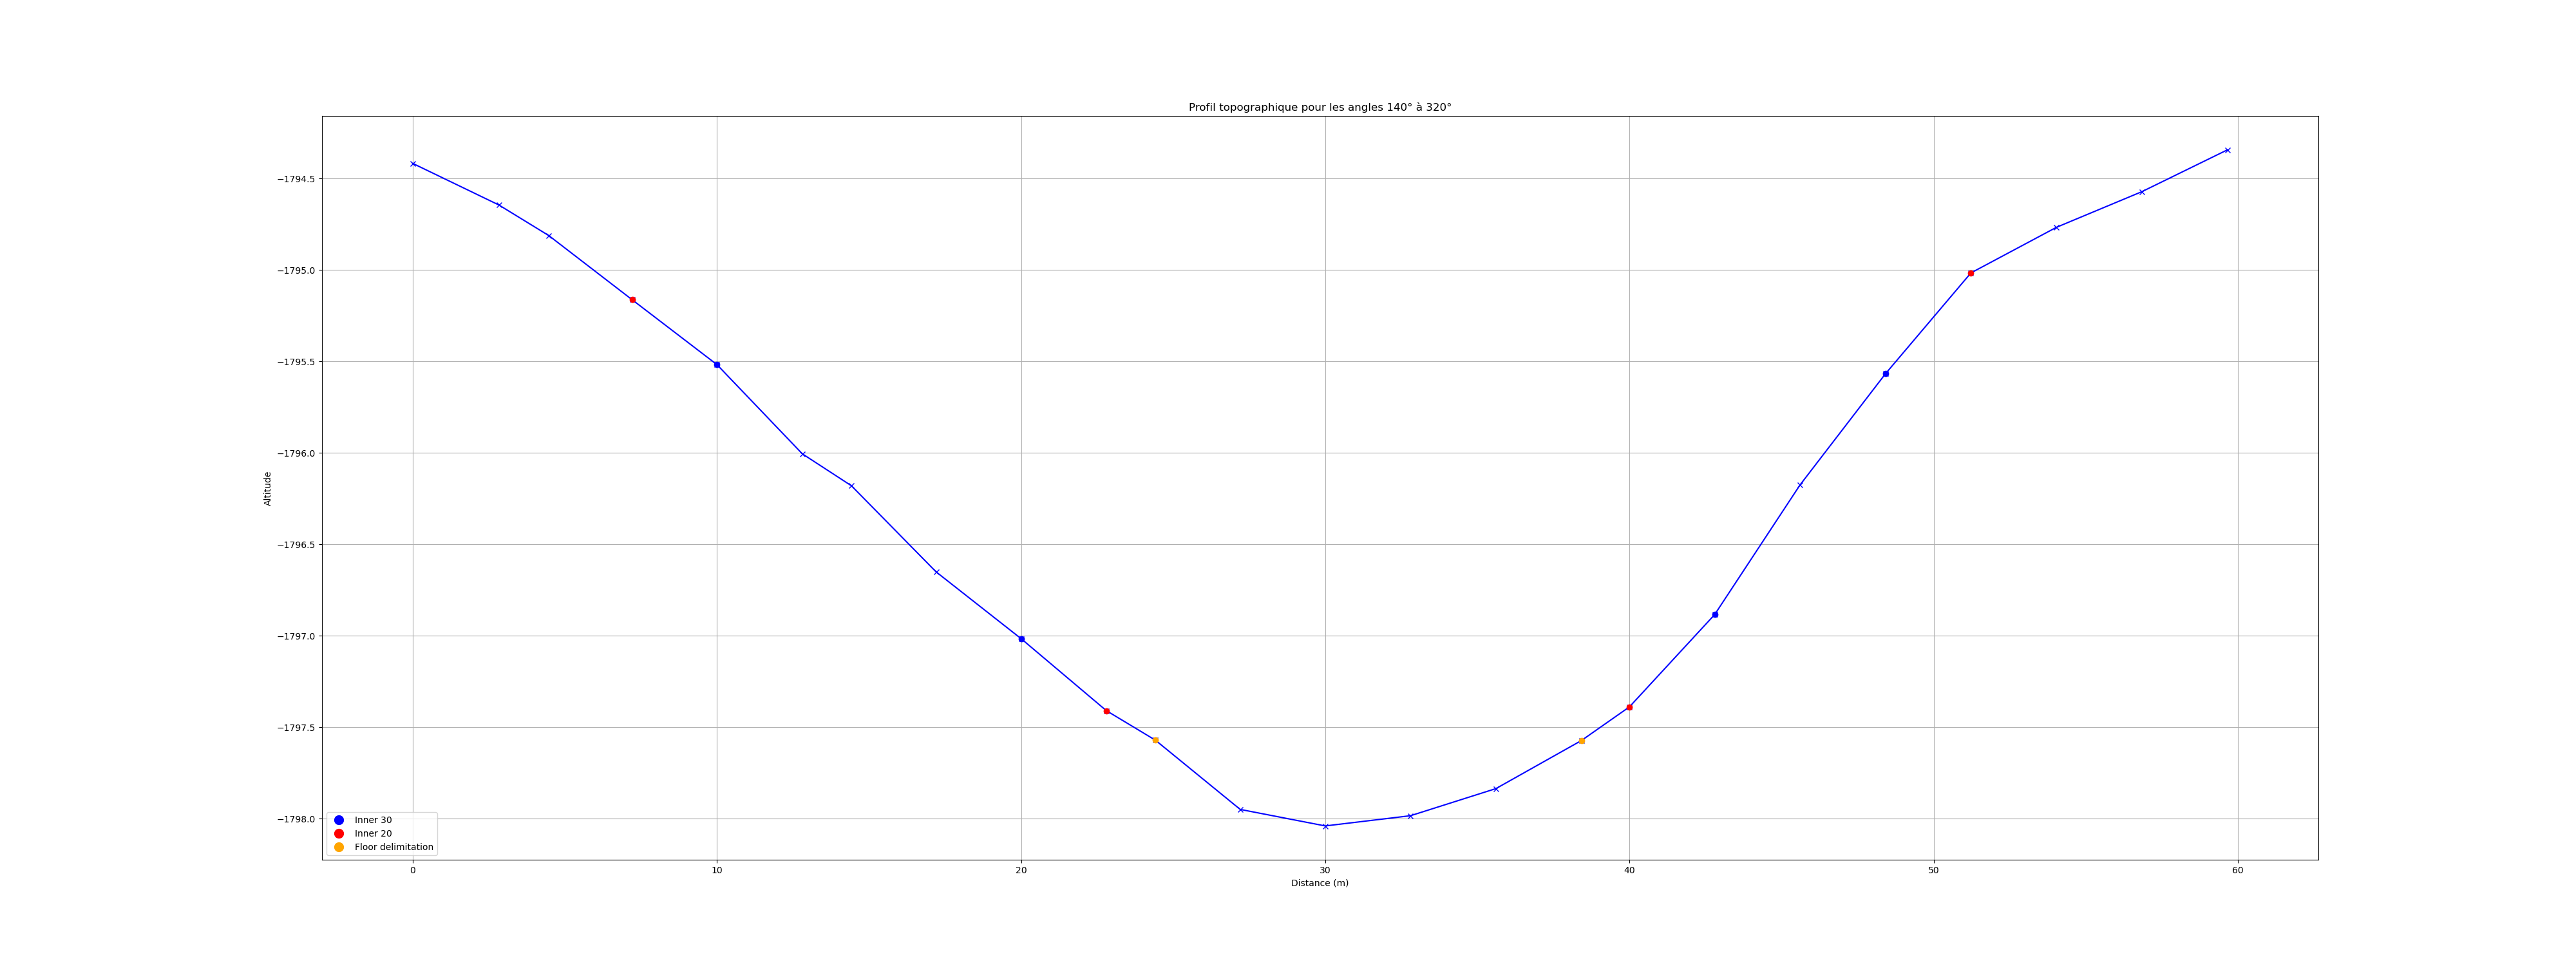 Profil topographique pour les angles 140° à 320°
−1794.5
−1795.0
−1795.5
−1796.0
−1796.5
−1797.0
−1797.5
−1798.0
Altitude
Inner 30
Inner 20
Floor delimitation
0 10 20 30 40 50 60
Distance (m)